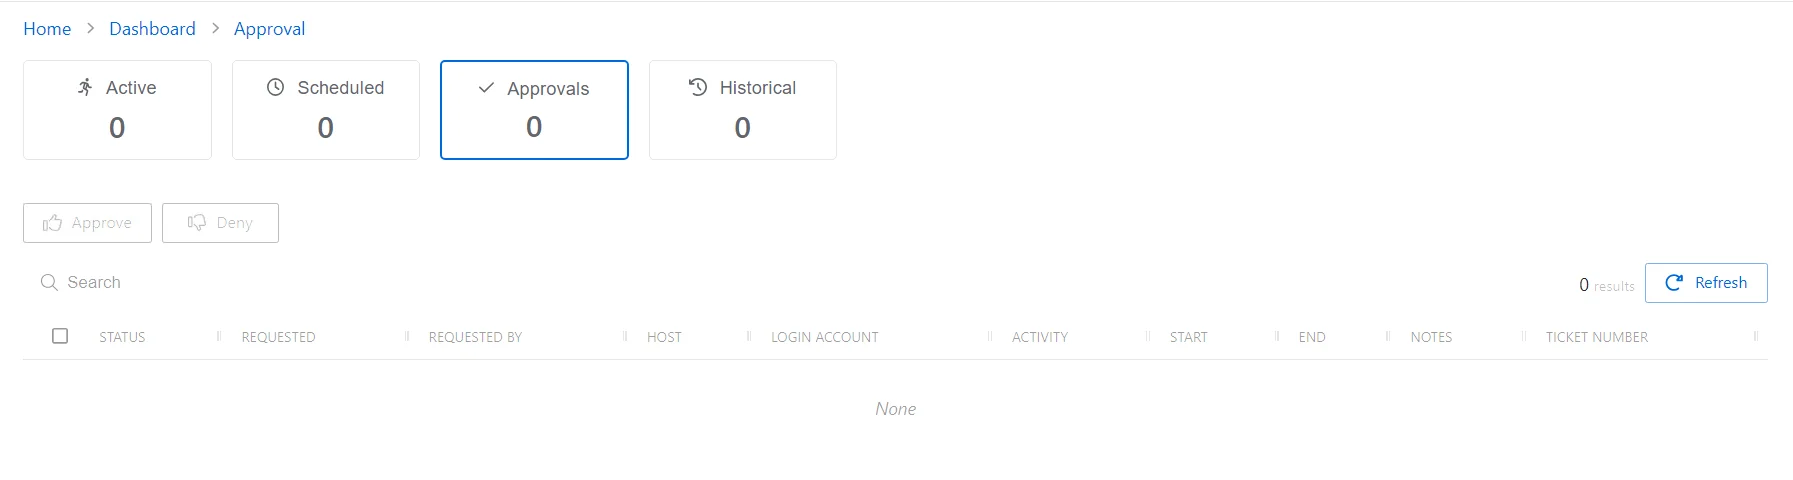 Home > Dashboard > Approval
Active Scheduled Approvals Historical
0 0 0 0
Approve Deny
Search 0 results Refresh
STATUS REQUESTED REQUESTED BY HOST LOGIN ACCOUNT ACTIVITY START END NOTES TICKET NUMBER
None